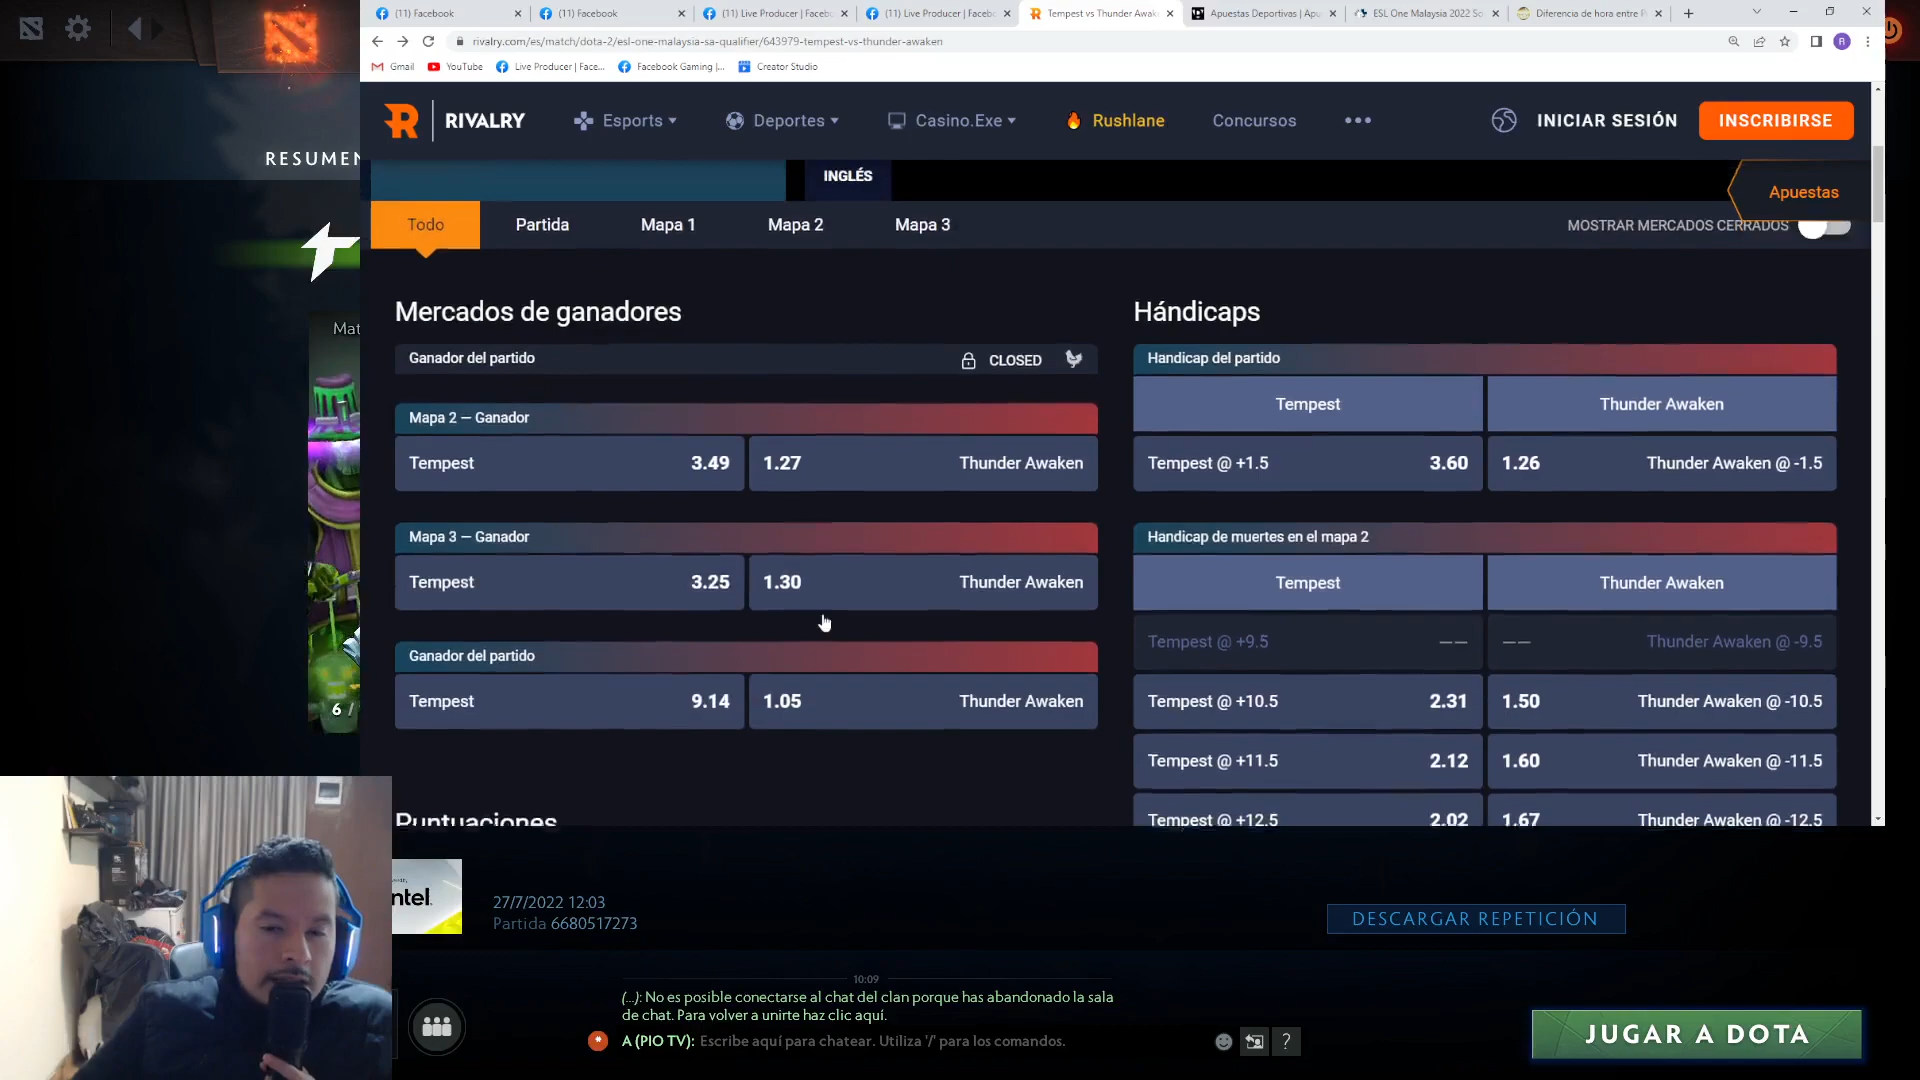 (11) Facebook
(11) Facebook
(11) Live Producer | Faceb
(11) Live Producer | Faceb
Tempest vs Thunder Awake
Apuestas Deportivas | Apu
ESL One Malaysia 2022 So
Diferencia de hora entre P
rivalry.com/es/match/dota-2/esl-one-malaysia-sa-qualifier/643979-tempest-vs-thunder-awaken
R
Gmail
YouTube
Live Producer | Face...
Facebook Gaming |...
Creator Studio
RIVALRY
Esports
Deportes
Casino.Exe
Rushlane
Concursos
INICIAR SESIÓN
INSCRIBIRSE
RESUMEN
INGLÉS
Apuestas
Todo
Partida
Mapa 1
Mapa 2
Mapa 3
MOSTRAR MERCADOS CERRADOS
Mercados de ganadores
Ganador del partido
CLOSED
Mapa 2 – Ganador
Tempest 3.49
1.27 Thunder Awaken
Mapa 3 – Ganador
Tempest 3.25
1.30 Thunder Awaken
Ganador del partido
Tempest 9.14
1.05 Thunder Awaken
Puntuaciones
Hándicaps
Handicap del partido
Tempest
Thunder Awaken
Tempest @ +1.5 3.60
1.26 Thunder Awaken @ -1.5
Handicap de muertes en el mapa 2
Tempest
Thunder Awaken
Tempest @ +9.5 ––
–– Thunder Awaken @ -9.5
Tempest @ +10.5 2.31
1.50 Thunder Awaken @ -10.5
Tempest @ +11.5 2.12
1.60 Thunder Awaken @ -11.5
Tempest @ +12.5 2.02
1.67 Thunder Awaken @ -12.5
Mat
6 /
ntel.
27/7/2022 12:03
Partida 6680517273
DESCARGAR REPETICIÓN
10:09
(...): No es posible conectarse al chat del clan porque has abandonado la sala
de chat. Para volver a unirte haz clic aquí.
A (PIO TV): Escribe aquí para chatear. Utiliza '/' para los comandos.
?
JUGAR A DOTA